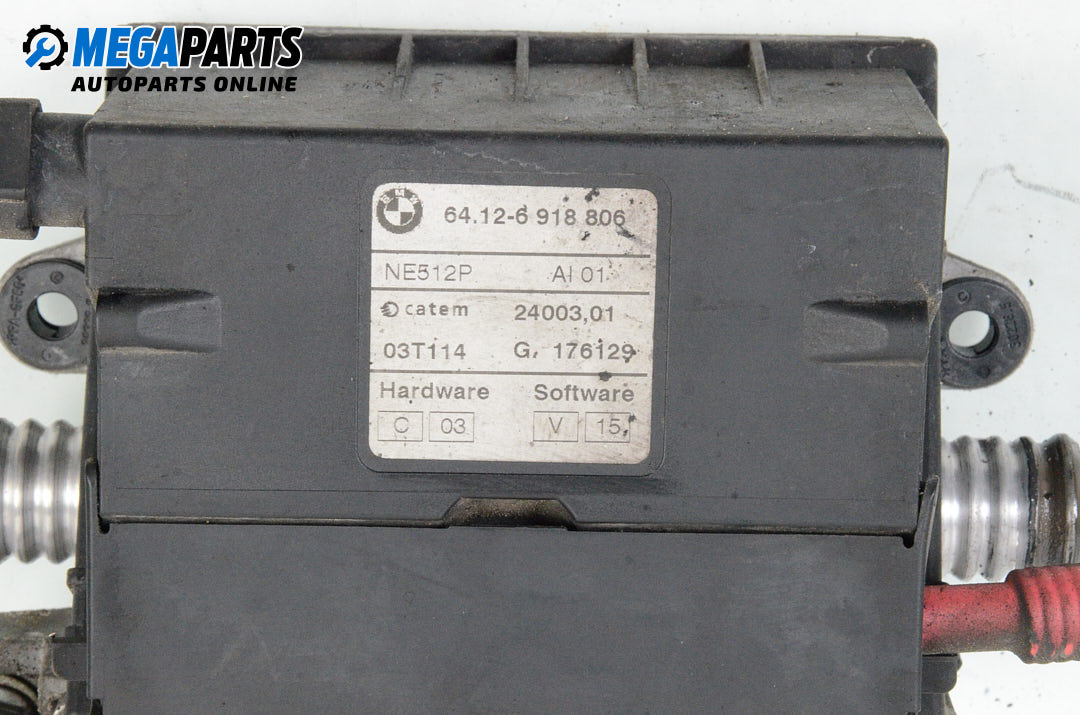 MEGAPARTS
AUTOPARTS ONLINE
BMW
64.12-6 918 806
NE512P AI 01
catem 24003,01
03T114 G, 176129
Hardware Software
C 03 V 15